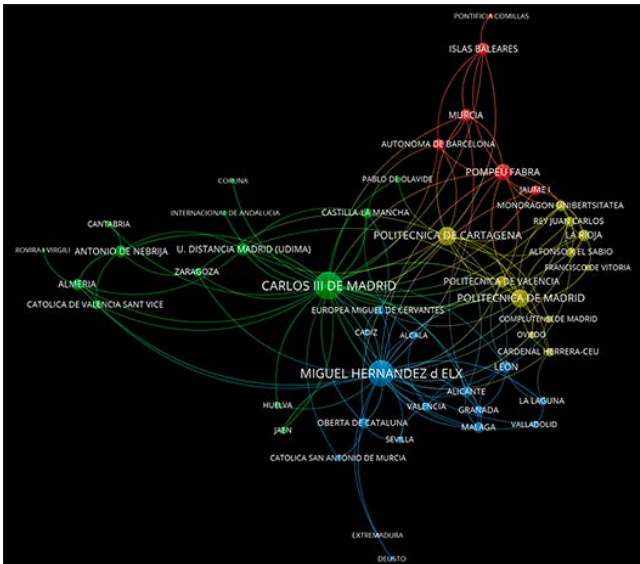 PONTIFICIA COMILLAS
ISLAS BALEARES
MURCIA
AUTONOMA DE BARCELONA
POMPEU FABRA
PABLO DE OLAVIDE
CORUÑA
JAUME I
MONDRAGON UNIBERTSITATEA
INTERNACIONAL DE ANDALUCIA
CASTILLA-LA MANCHA
REY JUAN CARLOS
CANTABRIA
POLITECNICA DE CARTAGENA
LA RIOJA
ROVIRA I VIRGILI
ANTONIO DE NEBRIJA
U. DISTANCIA MADRID (UDIMA)
ALFONSO X EL SABIO
ZARAGOZA
FRANCISCO DE VITORIA
ALMERIA
CARLOS III DE MADRID
POLITECNICA DE VALENCIA
POLITECNICA DE MADRID
CATOLICA DE VALENCIA SANT VICE
EUROPEA MIGUEL DE CERVANTES
COMPLUTENSE DE MADRID
CADIZ
ALCALA
OVIEDO
CARDENAL HERRERA-CEU
LEON
MIGUEL HERNANDEZ d ELX
ALICANTE
LA LAGUNA
HUELVA
VALENCIA
GRANADA
OBERTA DE CATALUÑA
MALAGA
VALLADOLID
JAEN
SEVILLA
CATOLICA SAN ANTONIO DE MURCIA
EXTREMADURA
DEUSTO